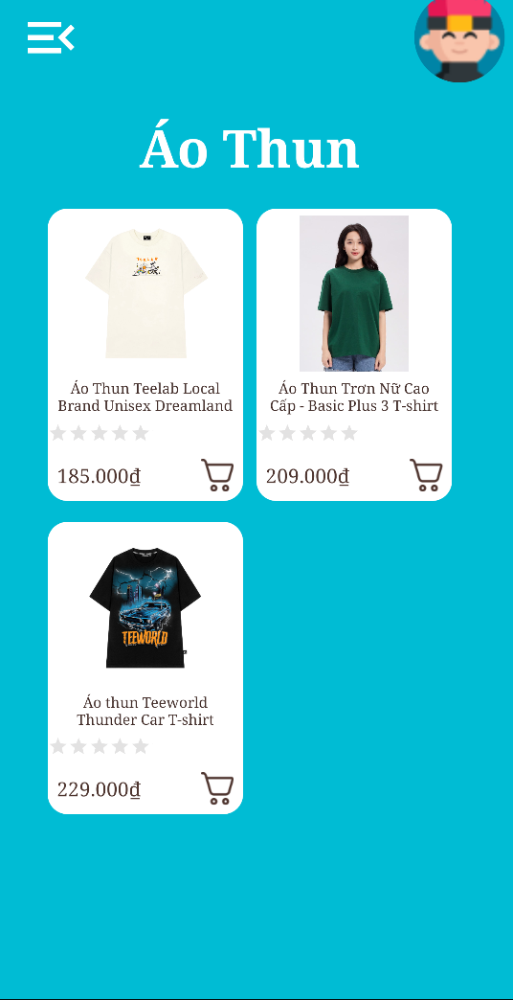 Áo Thun
TEELAB
Áo Thun Teelab Local
Brand Unisex Dreamland
185.000₫
Áo Thun Trơn Nữ Cao
Cấp - Basic Plus 3 T-shirt
209.000₫
TEEWORLD
Áo thun Teeworld
Thunder Car T-shirt
229.000₫